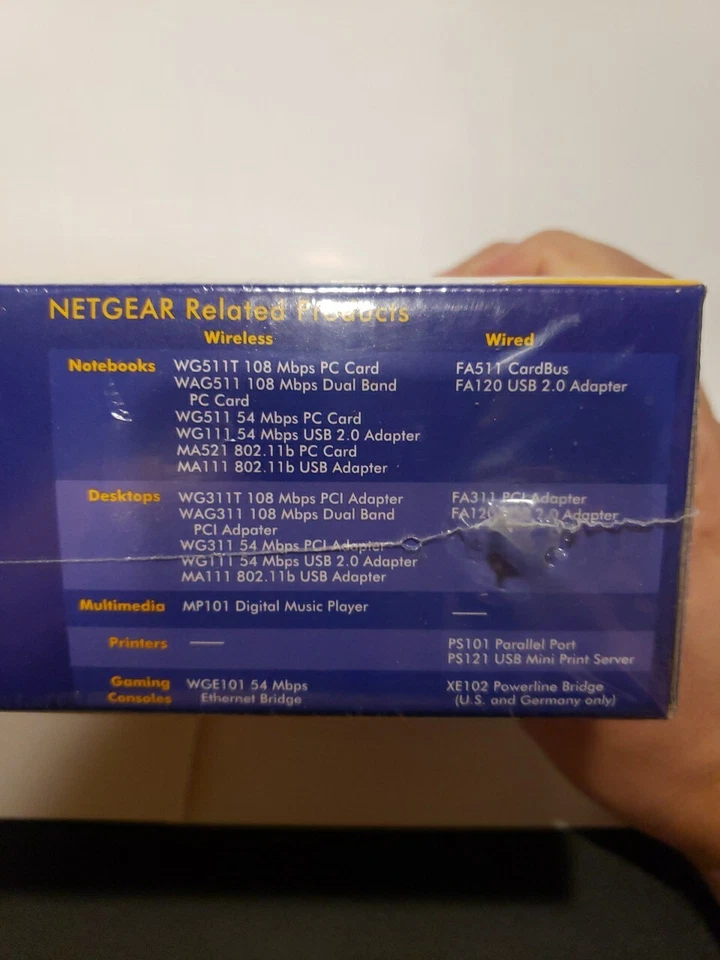 NETGEAR Related Products
Wireless Wired
Notebooks WG511T 108 Mbps PC Card FA511 CardBus
WAG511 108 Mbps Dual Band FA120 USB 2.0 Adapter
PC Card
WG511 54 Mbps PC Card
WG111 54 Mbps USB 2.0 Adapter
MA521 802.11b PC Card
MA111 802.11b USB Adapter
Desktops WG311T 108 Mbps PCI Adapter FA311 PCI Adapter
WAG311 108 Mbps Dual Band FA120 2.0 Adapter
PCI Adpater
WG311 54 Mbps PCI Adapter
WG111 54 Mbps USB 2.0 Adapter
MA111 802.11b USB Adapter
Multimedia MP101 Digital Music Player —
Printers — PS101 Parallel Port
PS121 USB Mini Print Server
Gaming WGE101 54 Mbps XE102 Powerline Bridge
Consoles Ethernet Bridge (U.S. and Germany only)